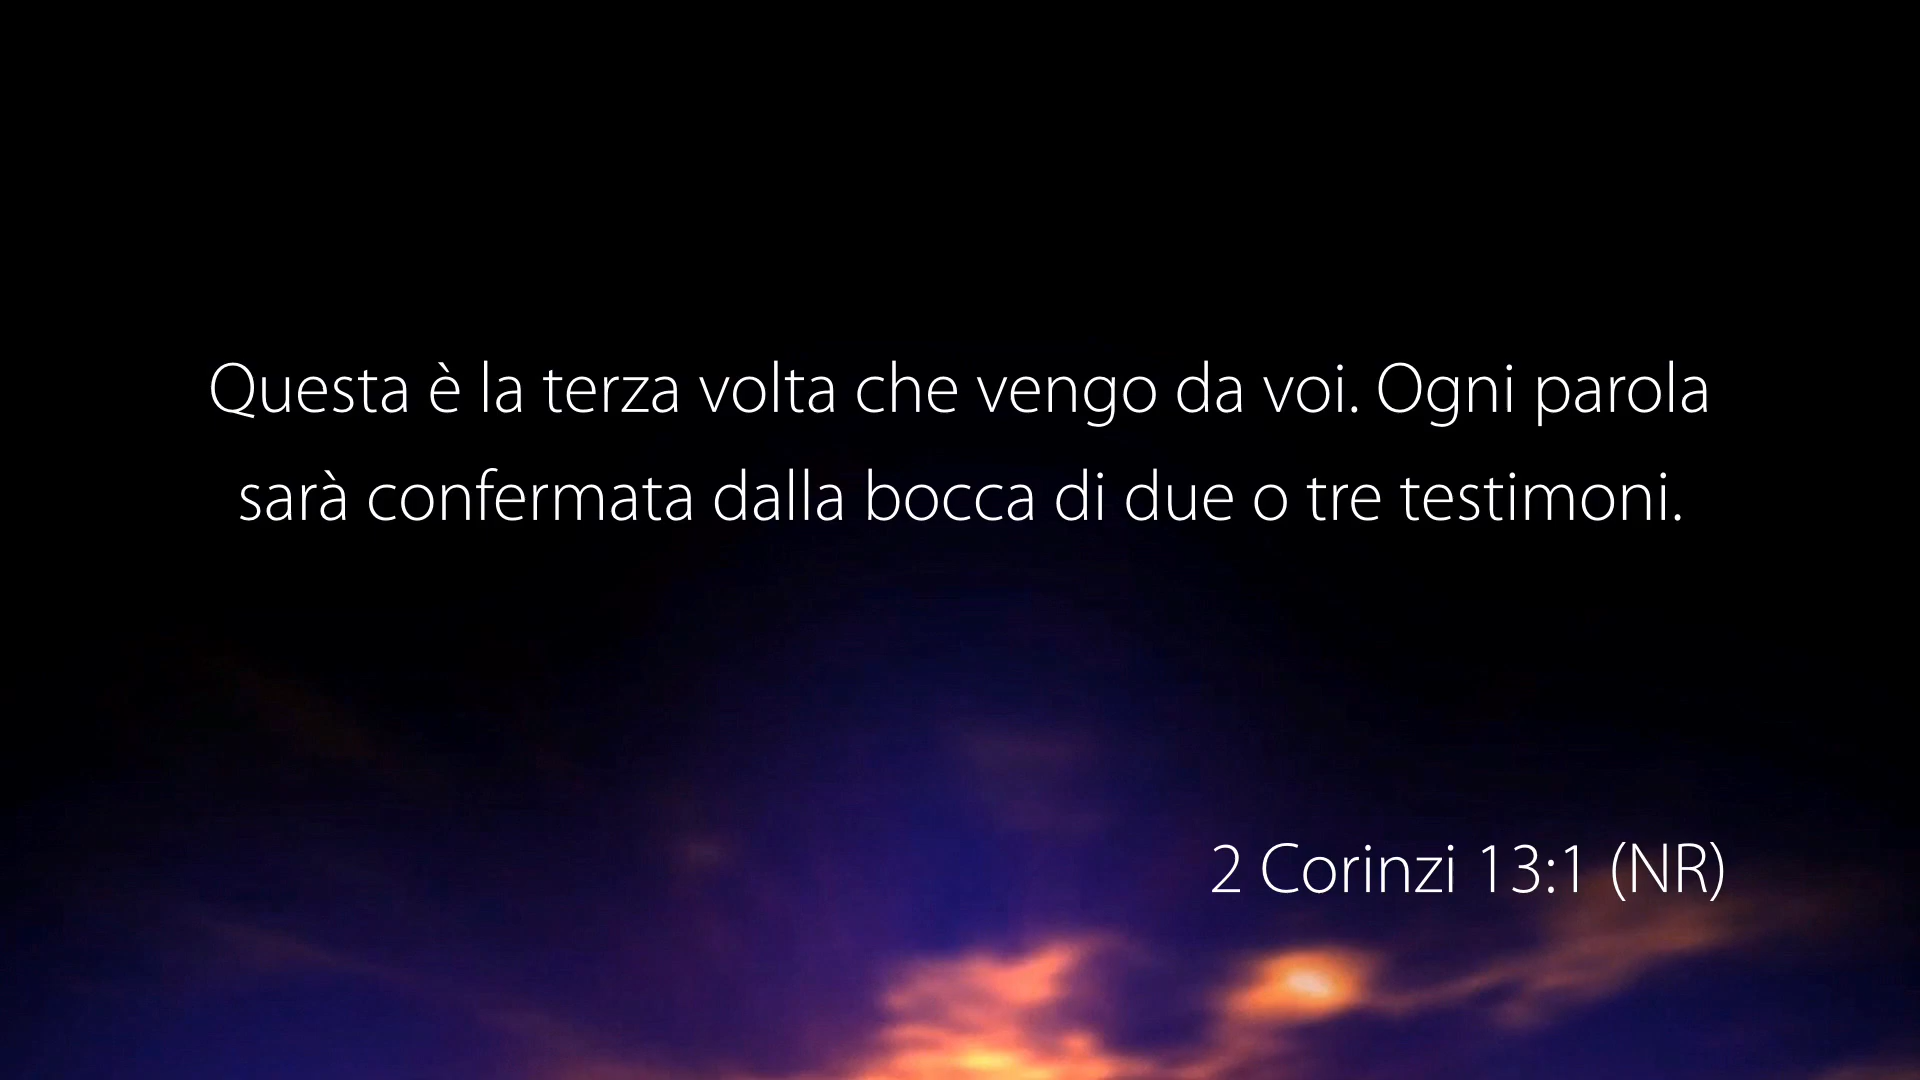 Questa è la terza volta che vengo da voi. Ogni parola
sarà confermata dalla bocca di due o tre testimoni.
2 Corinzi 13:1 (NR)